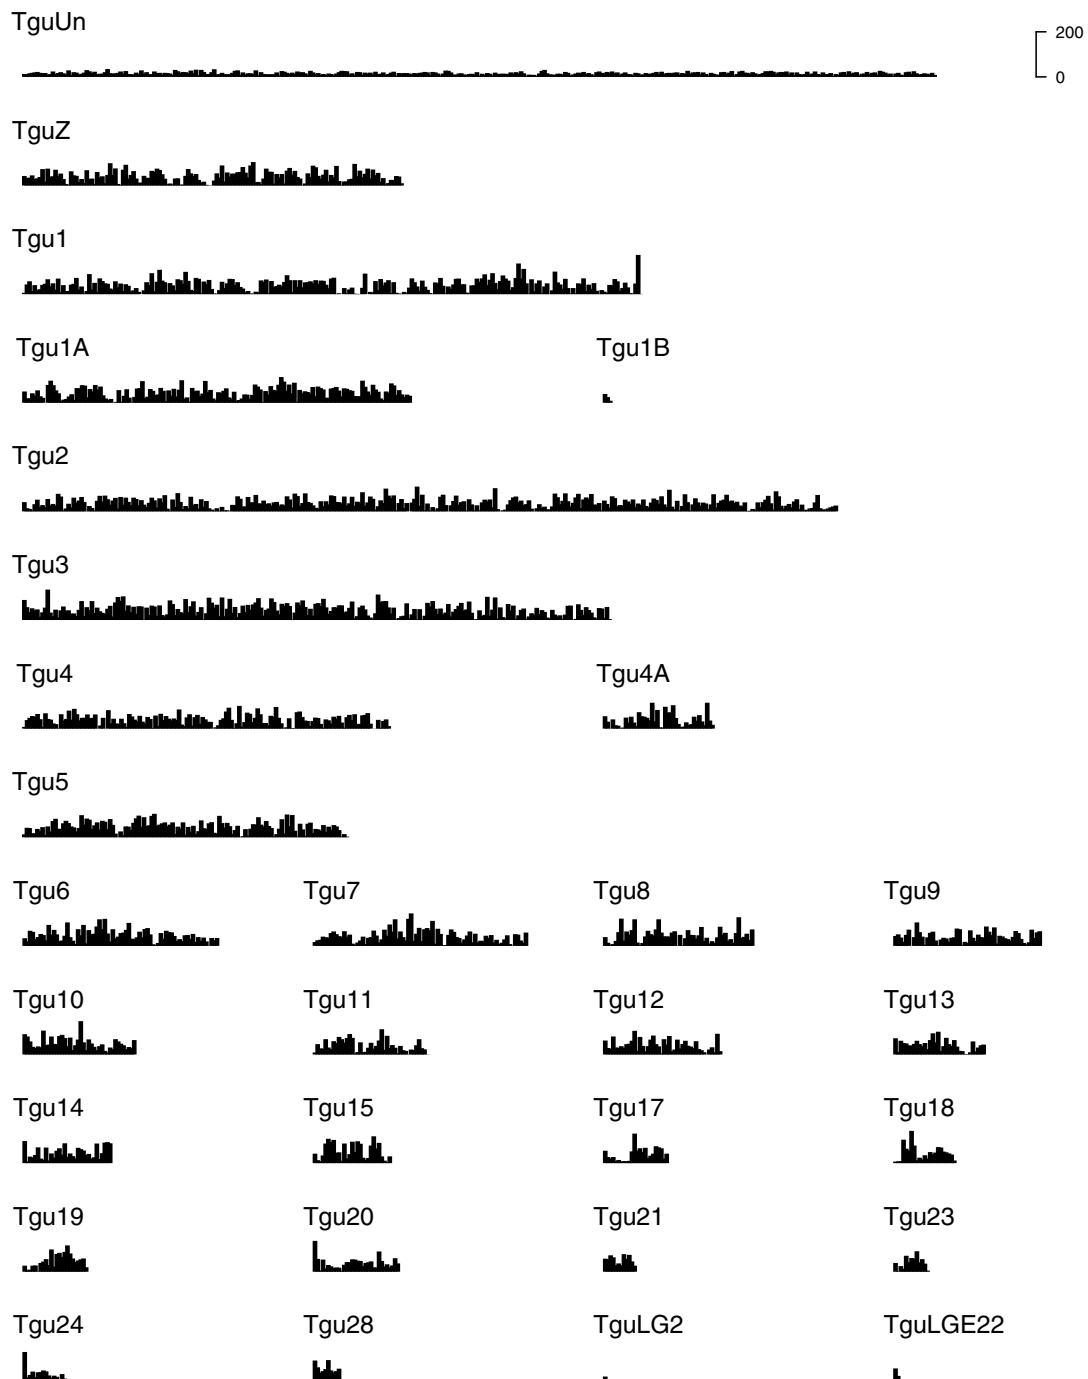 TguUn
200
0
TguZ
Tgu1
Tgu1A Tgu1B
Tgu2
Tgu3
Tgu4 Tgu4A
Tgu5
Tgu6 Tgu7 Tgu8 Tgu9
Tgu10 Tgu11 Tgu12 Tgu13
Tgu14 Tgu15 Tgu17 Tgu18
Tgu19 Tgu20 Tgu21 Tgu23
Tgu24 Tgu28 TguLG2 TguLGE22